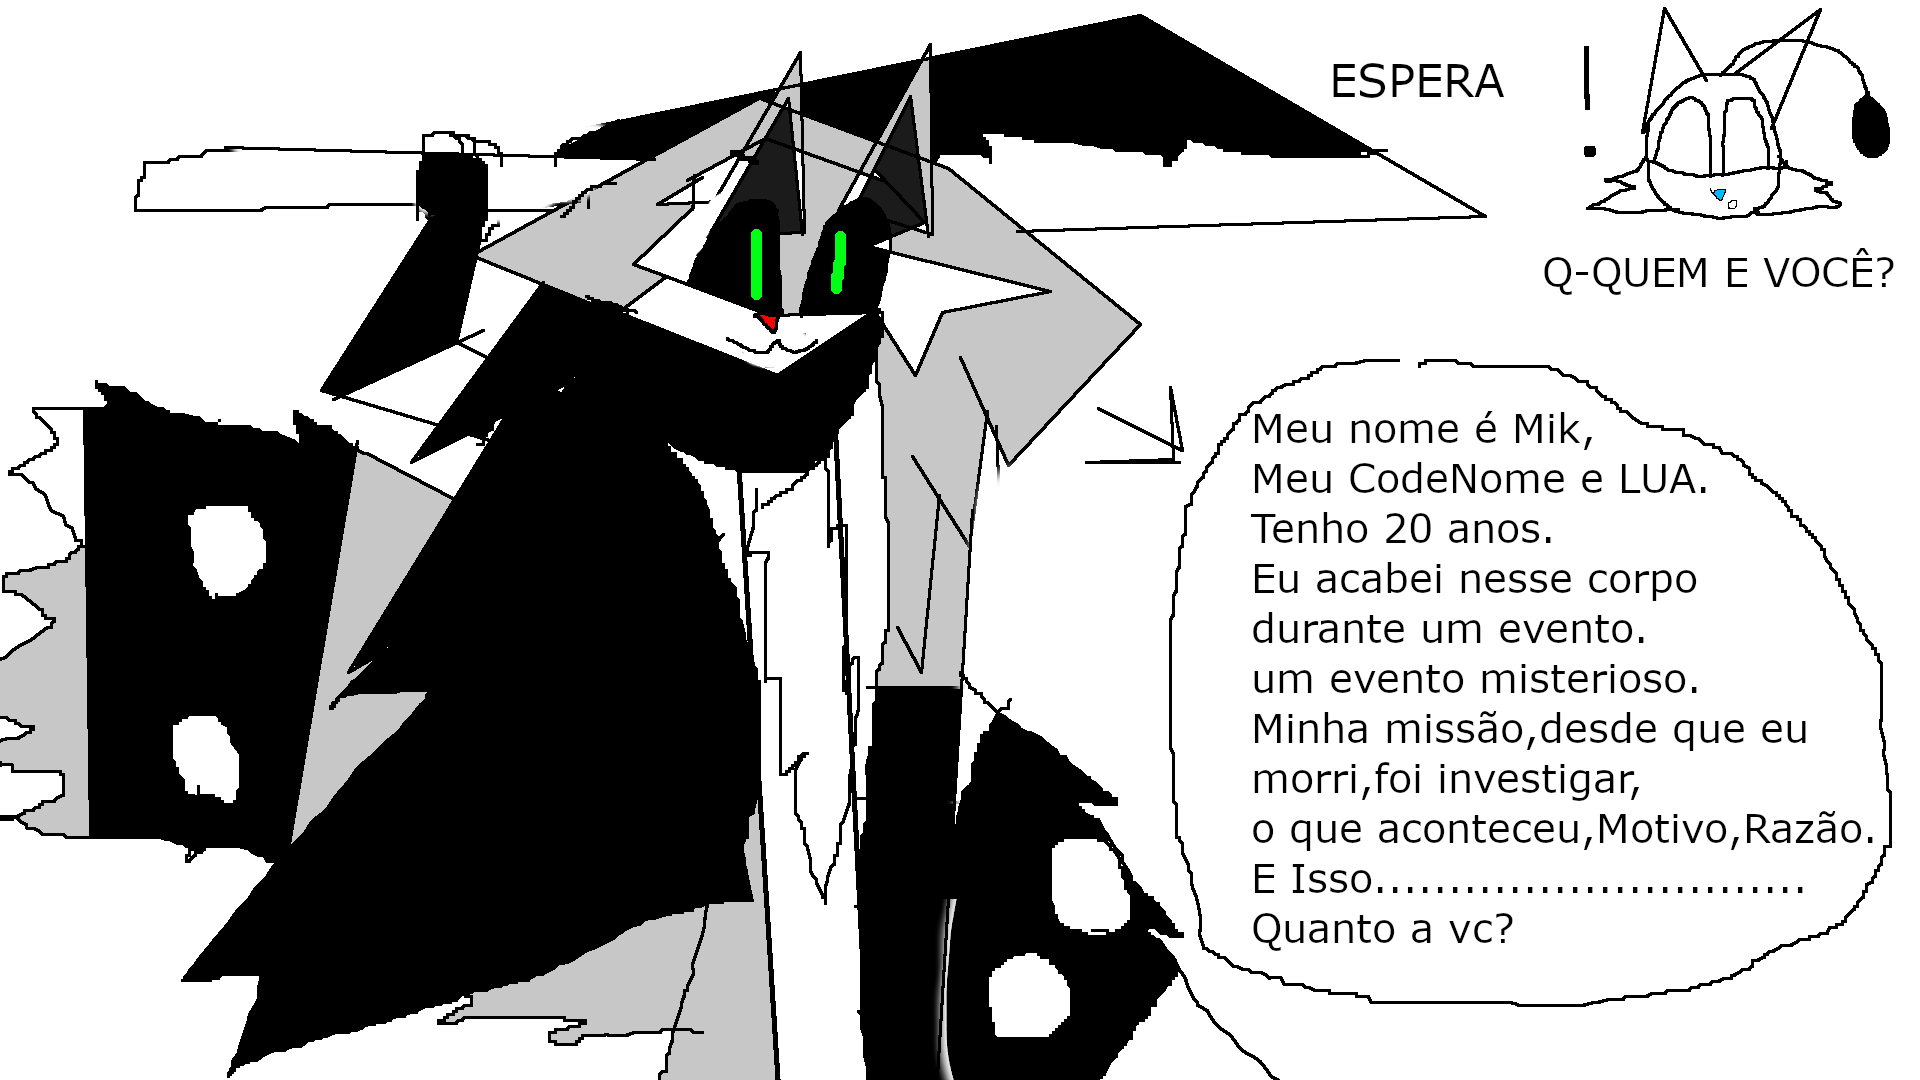 ESPERA
!
Q-QUEM E VOCÊ?
Meu nome é Mik,
Meu CodeNome e LUA.
Tenho 20 anos.
Eu acabei nesse corpo
durante um evento.
um evento misterioso.
Minha missão,desde que eu
morri,foi investigar,
o que aconteceu,Motivo,Razão.
E Isso.............................
Quanto a vc?